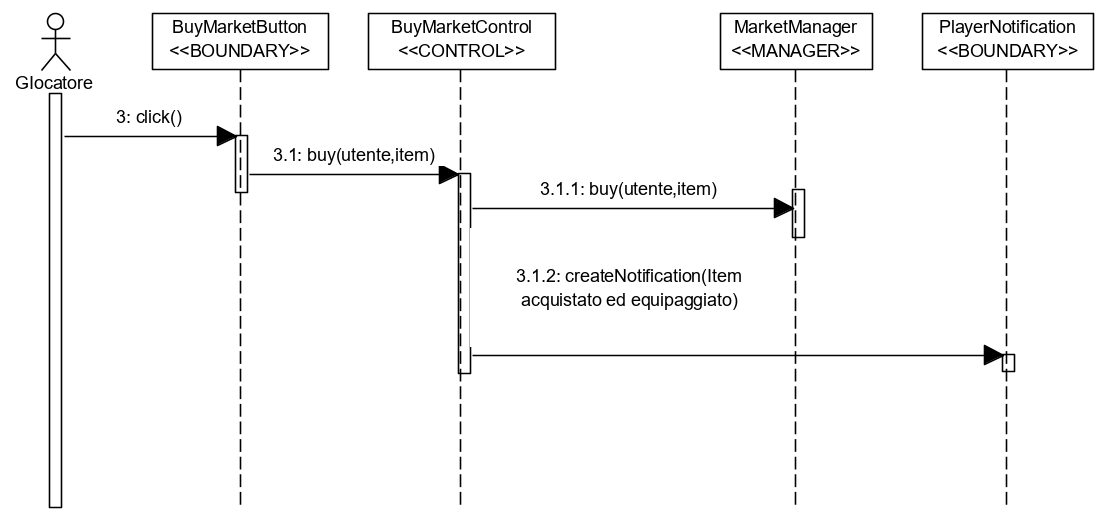 BuyMarketButton
<<BOUNDARY>>
BuyMarketControl
<<CONTROL>>
MarketManager
<<MANAGER>>
PlayerNotification
<<BOUNDARY>>
GIocatore
3: click()
3.1: buy(utente,item)
3.1.1: buy(utente,item)
3.1.2: createNotification(Item
acquistato ed equipaggiato)